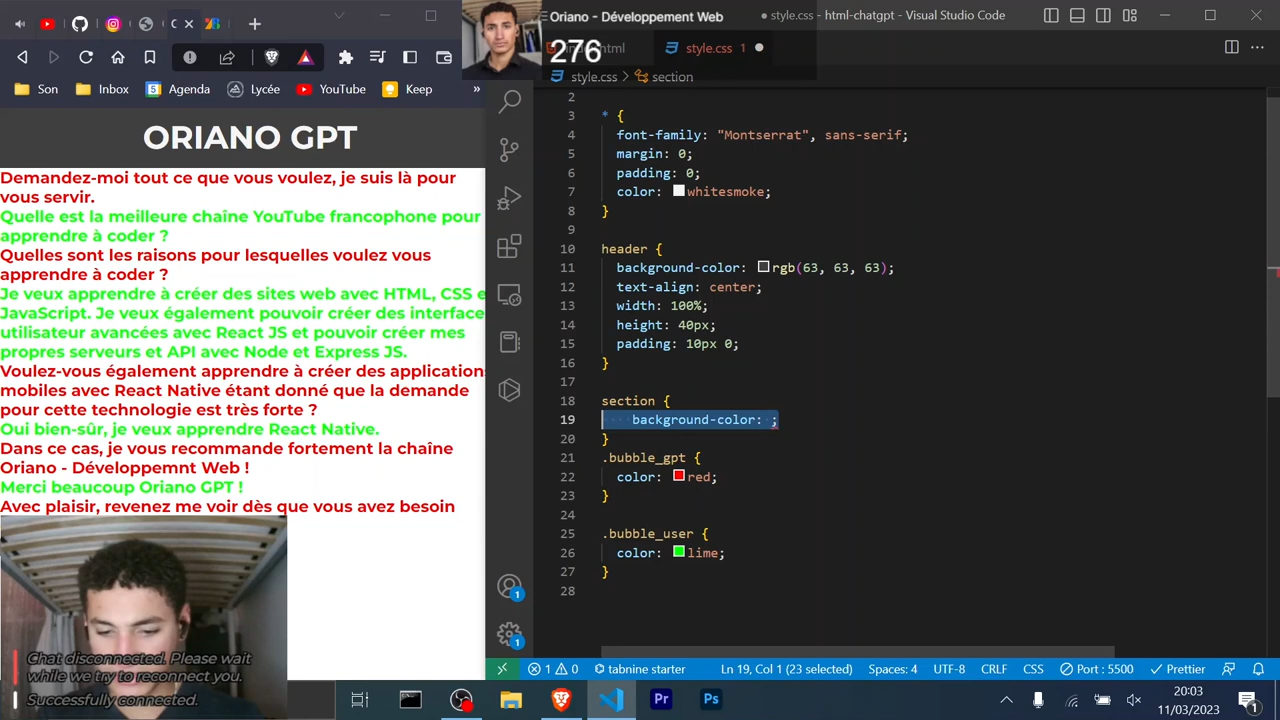 Oriano - Développement Web
276
index.html
style.css 1
style.css - html-chatgpt - Visual Studio Code
style.css > section
Son
Inbox
5 Agenda
Lycée
YouTube
Keep
»
ORIANO GPT
Demandez-moi tout ce que vous voulez, je suis là pour
vous servir.
Quelle est la meilleure chaîne YouTube francophone pour
apprendre à coder ?
Quelles sont les raisons pour lesquelles voulez vous
apprendre à coder ?
Je veux apprendre à créer des sites web avec HTML, CSS e
JavaScript. Je veux également pouvoir créer des interface
utilisateur avancées avec React JS et pouvoir créer mes
propres serveurs et API avec Node et Express JS.
Voulez-vous également apprendre à créer des application
mobiles avec React Native étant donné que la demande
pour cette technologie est très forte ?
Oui bien-sûr, je veux apprendre React Native.
Dans ce cas, je vous recommande fortement la chaîne
Oriano - Développemnt Web !
Merci beaucoup Oriano GPT !
Avec plaisir, revenez me voir dès que vous avez besoin
Chat disconnected. Please wait
while we try to reconnect you.
Successfully connected.
2
3 * {
4 font-family: "Montserrat", sans-serif;
5 margin: 0;
6 padding: 0;
7 color: whitesmoke;
8 }
9
10 header {
11 background-color: rgb(63, 63, 63);
12 text-align: center;
13 width: 100%;
14 height: 40px;
15 padding: 10px 0;
16 }
17
18 section {
19 background-color: ;
20 }
21 .bubble_gpt {
22 color: red;
23 }
24
25 .bubble_user {
26 color: lime;
27 }
28
1
1
1 0 tabnine starter Ln 19, Col 1 (23 selected) Spaces: 4 UTF-8 CRLF CSS Port : 5500 Prettier
Pr
Ps
20:03
11/03/2023
1